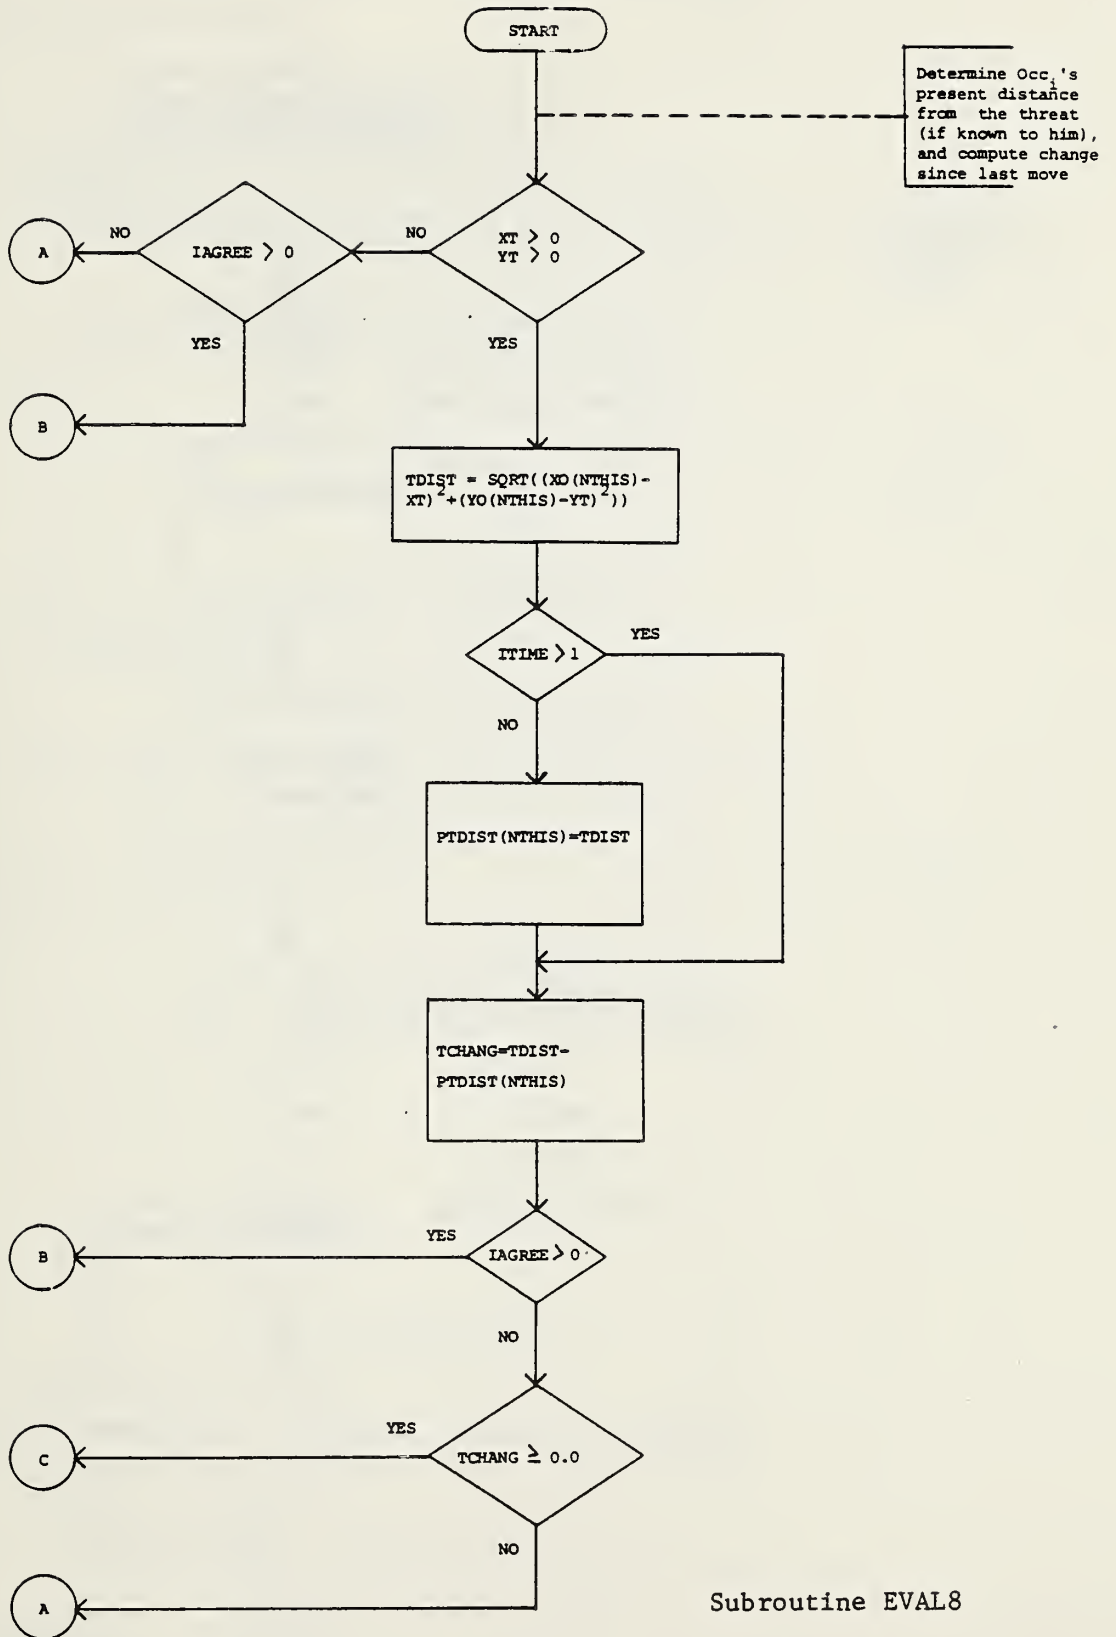 START
Determine Occi's
present distance
from the threat
(if known to him),
and compute change
since last move
XT > 0
YT > 0
NO
IAGREE > 0
NO
A
YES
B
YES
TDIST = SQRT((XO(NTHIS)-
XT)2+(YO(NTHIS)-YT)2))
ITIME > 1
YES
NO
PTDIST(NTHIS)=TDIST
TCHANG=TDIST-
PTDIST(NTHIS)
IAGREE > 0
YES
B
NO
TCHANG ≥ 0.0
YES
C
NO
A
Subroutine EVAL8